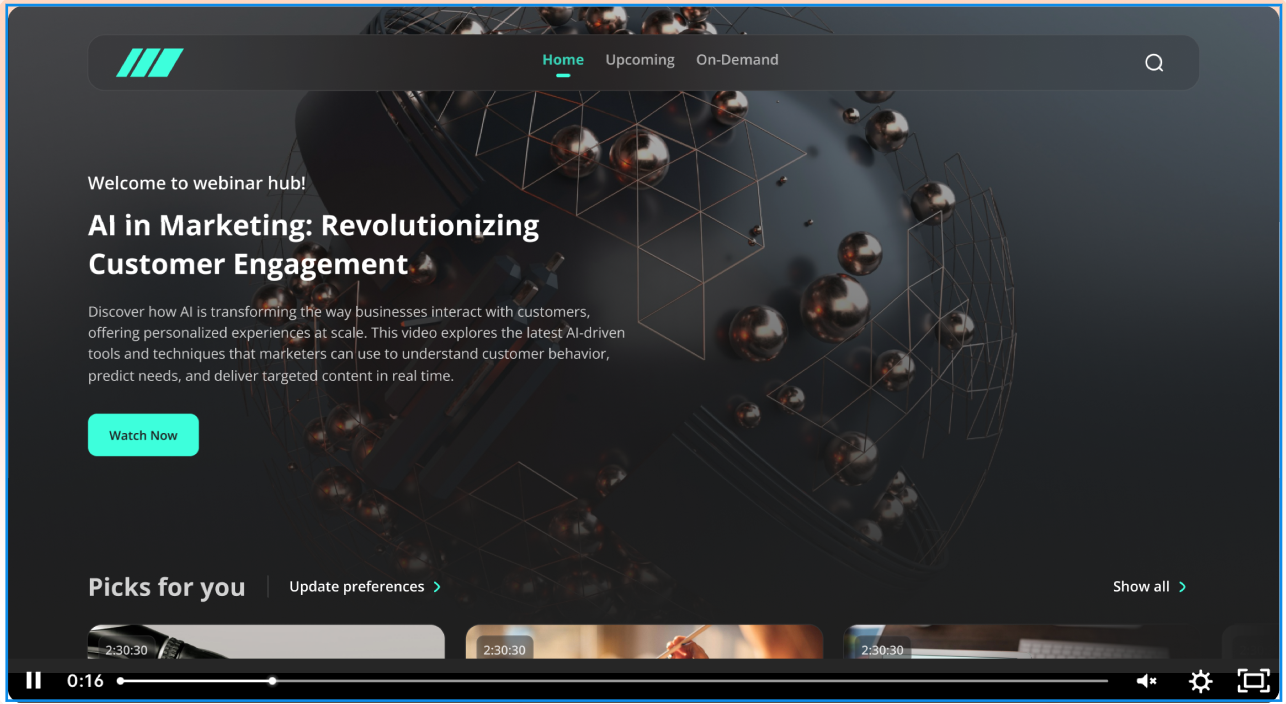 Home Upcoming On-Demand
Welcome to webinar hub!
AI in Marketing: Revolutionizing
Customer Engagement
Discover how AI is transforming the way businesses interact with customers,
offering personalized experiences at scale. This video explores the latest AI-driven
tools and techniques that marketers can use to understand customer behavior,
predict needs, and deliver targeted content in real time.
Watch Now
Picks for you Update preferences Show all
2:30:30 2:30:30 2:30:30
0:16